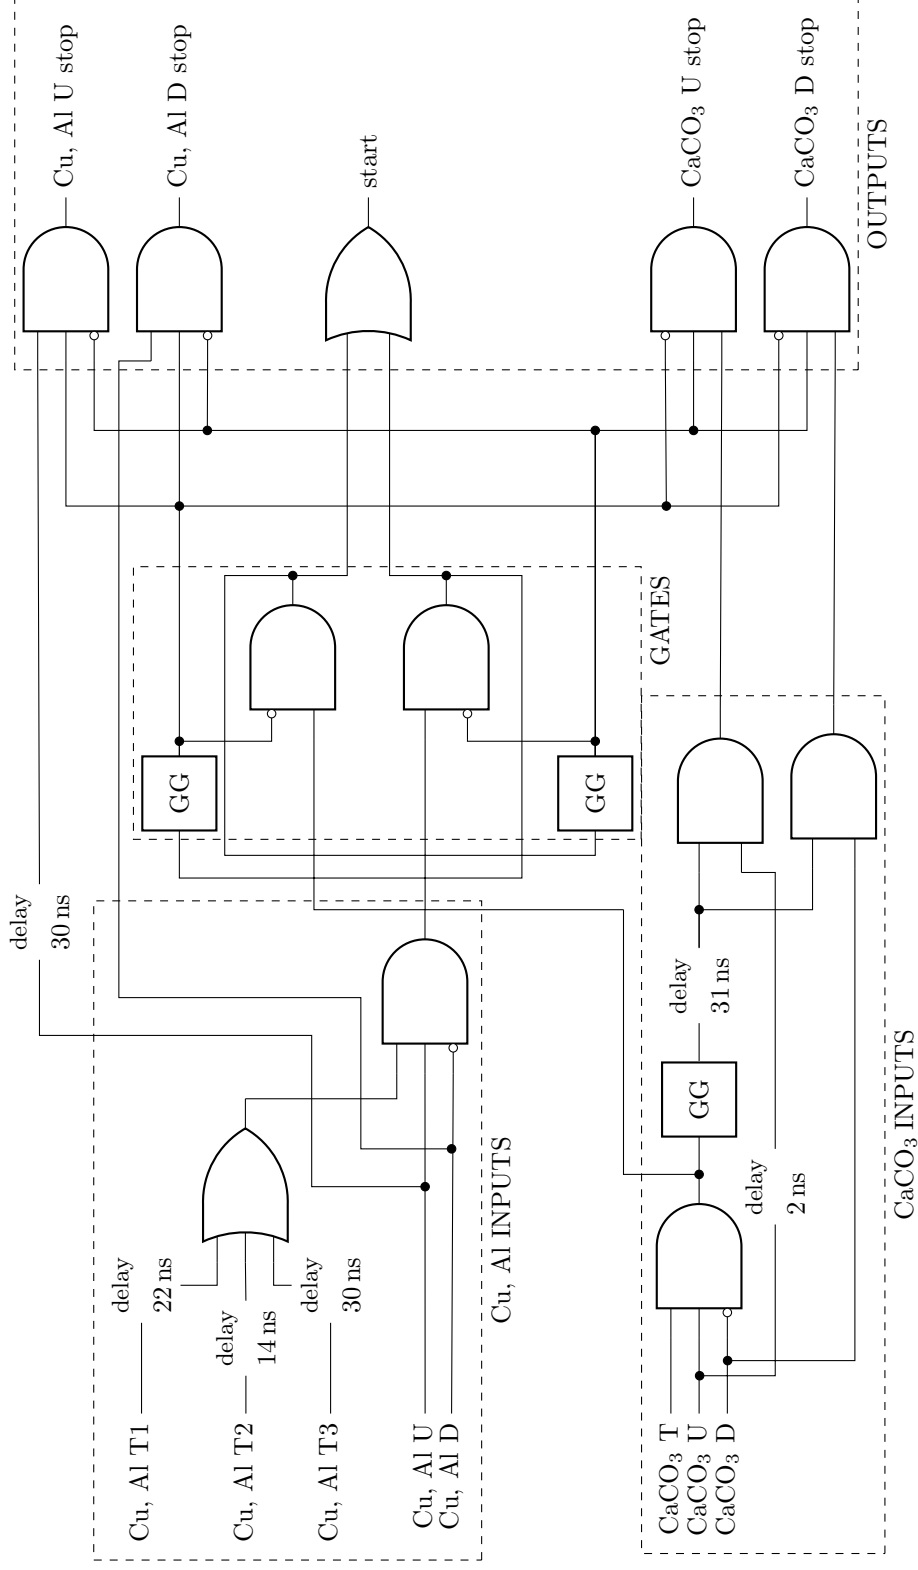 Cu, Al T1
Cu, Al T2
Cu, Al T3
Cu, Al U
Cu, Al D
delay
22 ns
delay
14 ns
delay
30 ns
Cu, Al INPUTS
delay
30 ns
CaCO₃ T
CaCO₃ U
CaCO₃ D
delay
2 ns
GG
delay
31 ns
CaCO₃ INPUTS
GG
GG
GATES
Cu, Al U stop
Cu, Al D stop
start
CaCO₃ U stop
CaCO₃ D stop
OUTPUTS